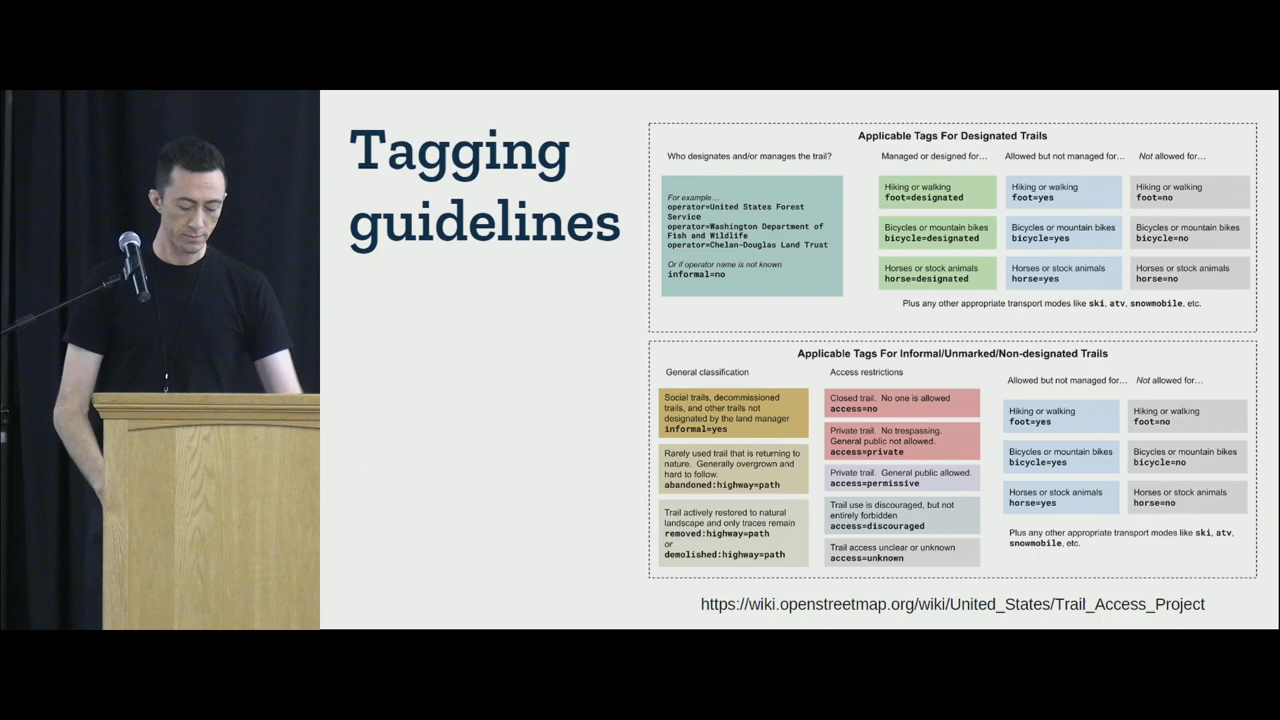 Tagging
guidelines
Applicable Tags For Designated Trails
Who designates and/or manages the trail?
For example…
operator=United States Forest
Service
operator=Washington Department of
Fish and Wildlife
operator=Chelan-Douglas Land Trust
Or if operator name is not known
informal=no
Managed or designed for…
Hiking or walking
foot=designated
Bicycles or mountain bikes
bicycle=designated
Horses or stock animals
horse=designated
Allowed but not managed for…
Hiking or walking
foot=yes
Bicycles or mountain bikes
bicycle=yes
Horses or stock animals
horse=yes
Not allowed for…
Hiking or walking
foot=no
Bicycles or mountain bikes
bicycle=no
Horses or stock animals
horse=no
Plus any other appropriate transport modes like ski, atv, snowmobile, etc.
Applicable Tags For Informal/Unmarked/Non-designated Trails
General classification
Social trails, decommissioned
trails, and other trails not
designated by the land manager
informal=yes
Rarely used trail that is returning to
nature. Generally overgrown and
hard to follow.
abandoned:highway=path
Trail actively restored to natural
landscape and only traces remain
removed:highway=path
or
demolished:highway=path
Access restrictions
Closed trail. No one is allowed
access=no
Private trail. No trespassing.
General public not allowed.
access=private
Private trail. General public allowed.
access=permissive
Trail use is discouraged, but not
entirely forbidden
access=discouraged
Trail access unclear or unknown
access=unknown
Allowed but not managed for…
Hiking or walking
foot=yes
Bicycles or mountain bikes
bicycle=yes
Horses or stock animals
horse=yes
Not allowed for…
Hiking or walking
foot=no
Bicycles or mountain bikes
bicycle=no
Horses or stock animals
horse=no
Plus any other appropriate transport modes like ski, atv,
snowmobile, etc.
https://wiki.openstreetmap.org/wiki/United_States/Trail_Access_Project